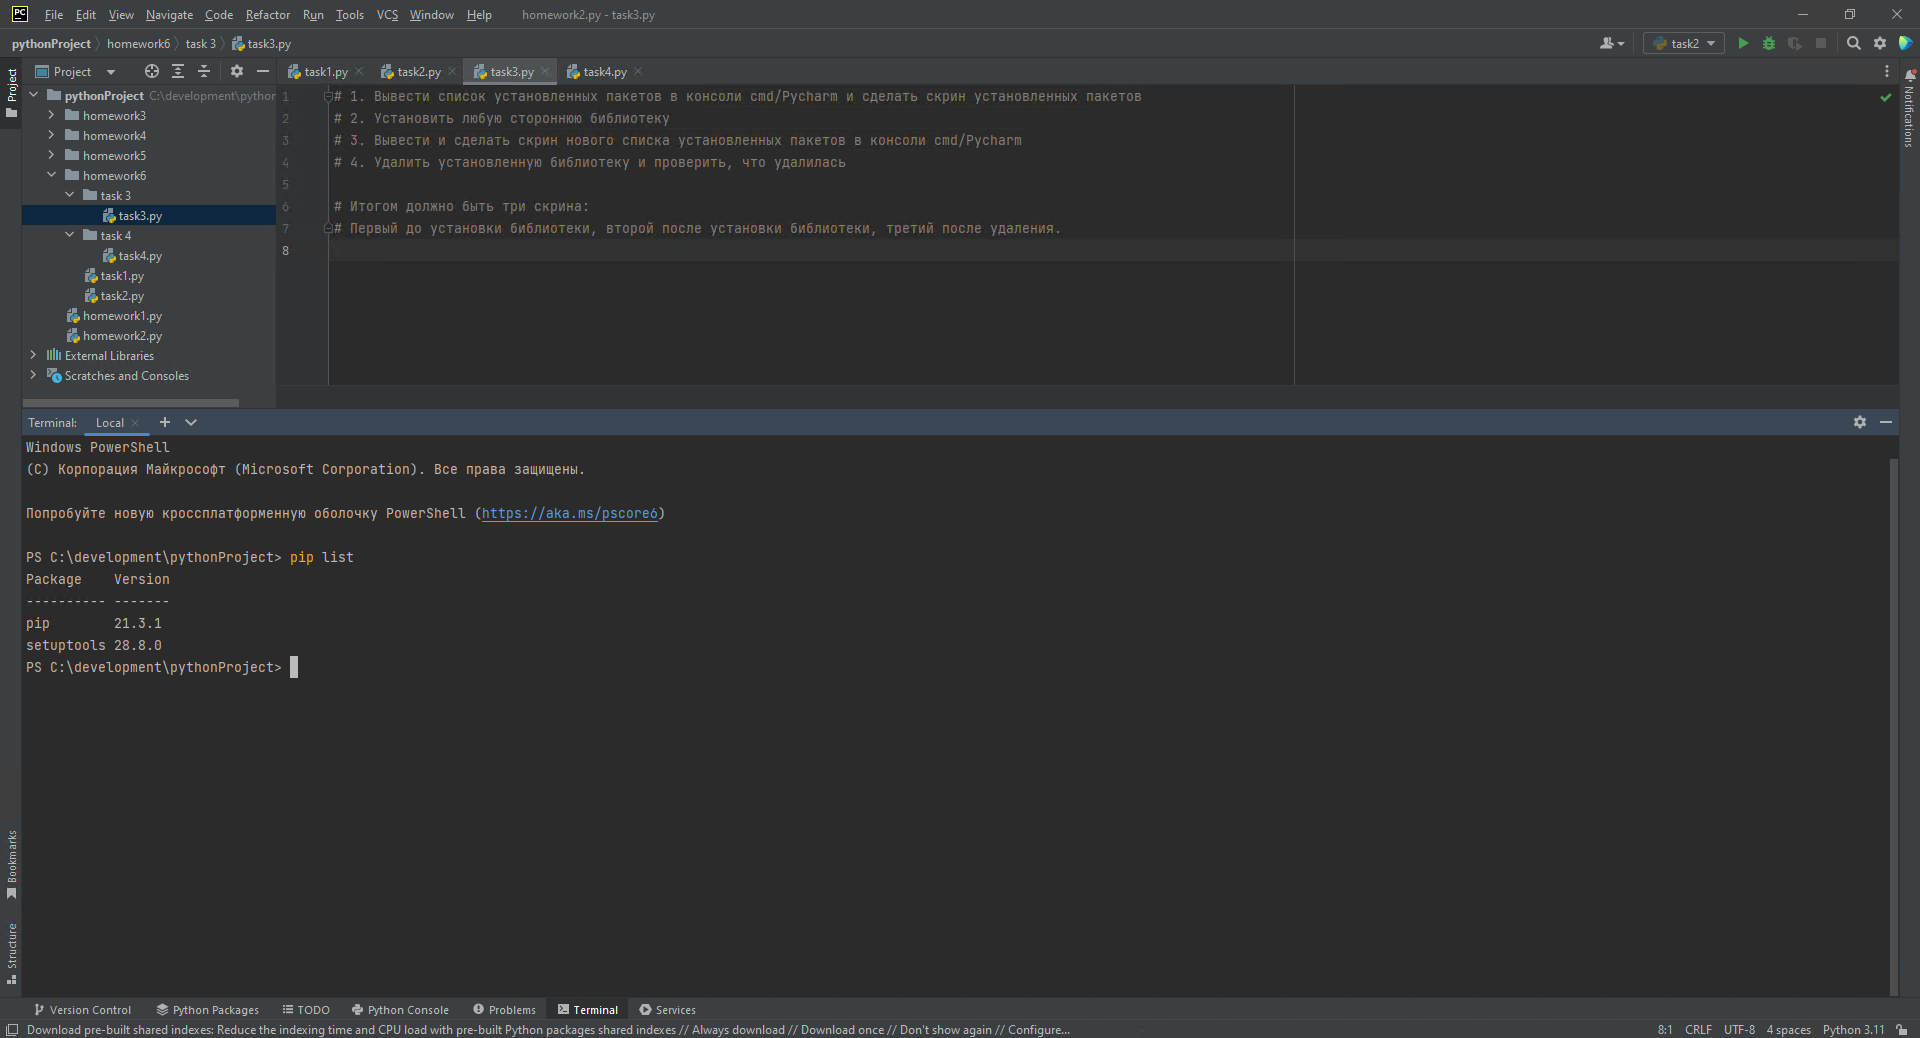 File Edit View Navigate Code Refactor Run Tools VCS Window Help homework2.py - task3.py
pythonProject homework6 task 3 task3.py
task2
Project
task1.py task2.py task3.py task4.py
Project
Notifications
pythonProject C:\development\python
homework3
homework4
homework5
homework6
task 3
task3.py
task 4
task4.py
task1.py
task2.py
homework1.py
homework2.py
External Libraries
Scratches and Consoles
1 # 1. Вывести список установленных пакетов в консоли cmd/Pycharm и сделать скрин установленных пакетов
2 # 2. Установить любую стороннюю библиотеку
3 # 3. Вывести и сделать скрин нового списка установленных пакетов в консоли cmd/Pycharm
4 # 4. Удалить установленную библиотеку и проверить, что удалилась
5
6 # Итогом должно быть три скрина:
7 # Первый до установки библиотеки, второй после установки библиотеки, третий после удаления.
8
Terminal: Local
Windows PowerShell
(C) Корпорация Майкрософт (Microsoft Corporation). Все права защищены.
Попробуйте новую кроссплатформенную оболочку PowerShell (https://aka.ms/pscore6)
PS C:\development\pythonProject> pip list
Package Version
---------- -------
pip 21.3.1
setuptools 28.8.0
PS C:\development\pythonProject>
Bookmarks
Structure
Version Control Python Packages TODO Python Console Problems Terminal Services
Download pre-built shared indexes: Reduce the indexing time and CPU load with pre-built Python packages shared indexes // Always download // Download once // Don't show again // Configure... 8:1 CRLF UTF-8 4 spaces Python 3.11